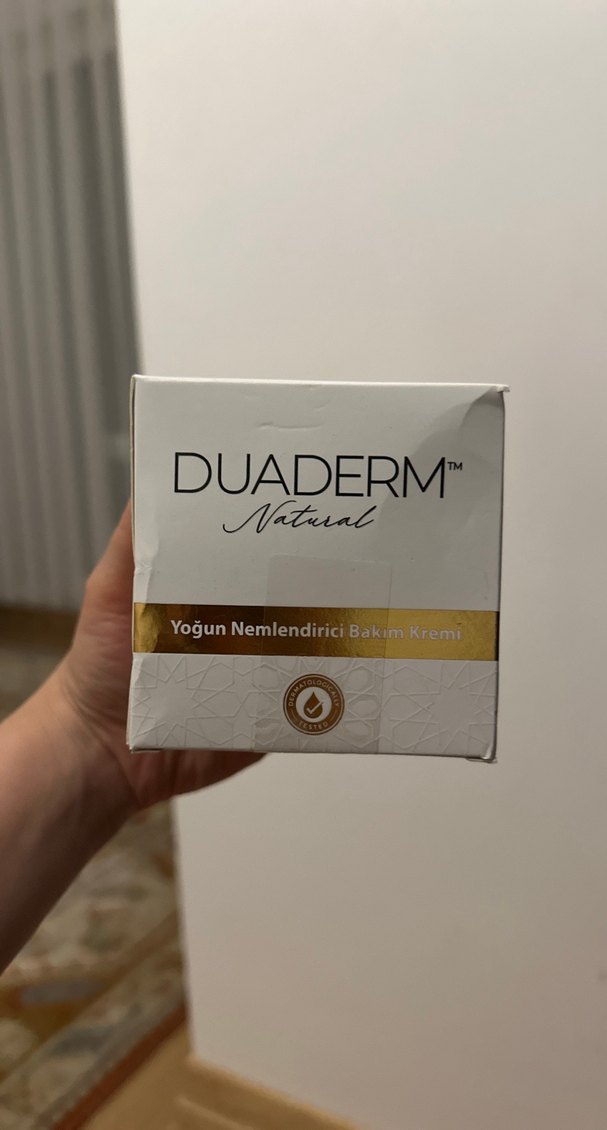 DUADERM™
Natural
Yoğun Nemlendirici Bakım Kremi
DERMATOLOGICALLY
TESTED